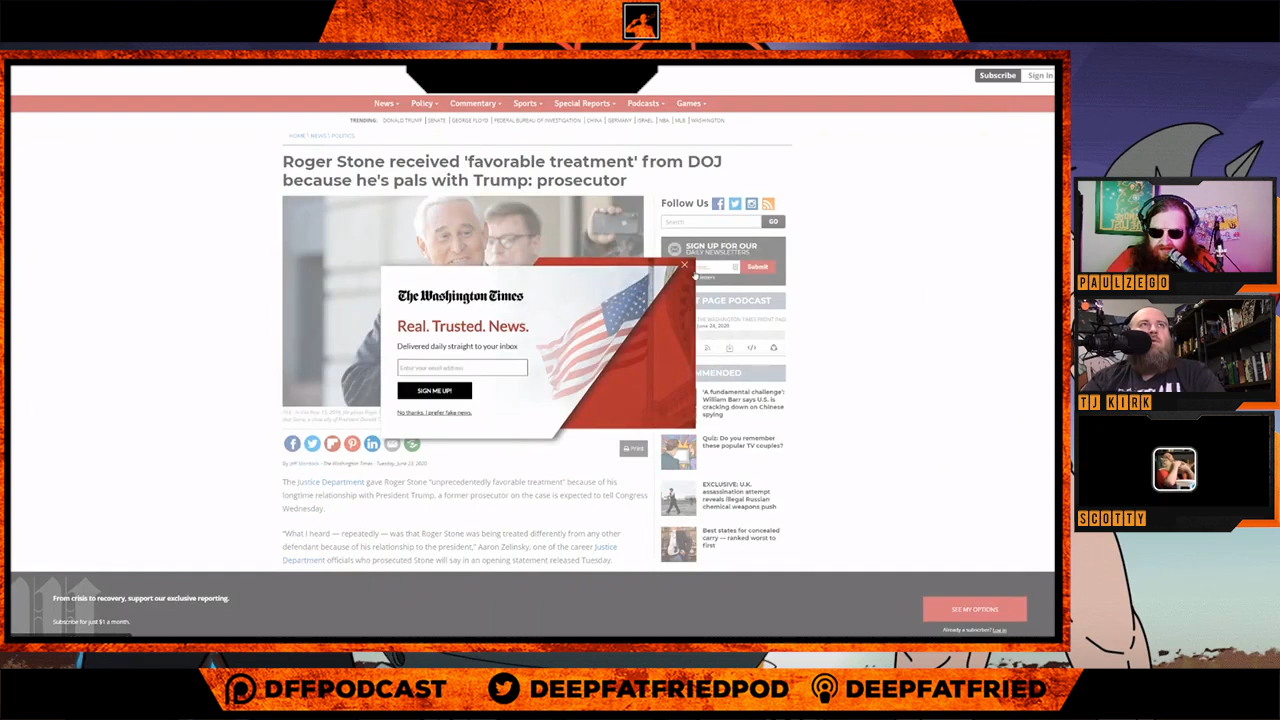 Subscribe Sign In
News Policy Commentary Sports Special Reports Podcasts Games
TRENDING: DONALD TRUMP SENATE GEORGE FLOYD FEDERAL BUREAU OF INVESTIGATION CHINA GERMANY ISRAEL NBA MLB WASHINGTON
HOME \ NEWS \ POLITICS
Roger Stone received 'favorable treatment' from DOJ
because he's pals with Trump: prosecutor
Follow Us
Search
GO
SIGN UP FOR OUR
DAILY NEWSLETTERS
Submit
The Washington Times
Real. Trusted. News.
Delivered daily straight to your inbox
Enter your email address
SIGN ME UP!
No thanks, I prefer fake news.
PAGE PODCAST
THE WASHINGTON TIMES FRONT PAGE
June 24, 2020
MMENDED
'A fundamental challenge':
William Barr says U.S. is
cracking down on Chinese
spying
Quiz: Do you remember
these popular TV couples?
EXCLUSIVE: U.K.
assassination attempt
reveals illegal Russian
chemical weapons push
Best states for concealed
carry — ranked worst to
first
Print
The Washington Times - Tuesday, June 23, 2020
The Justice Department gave Roger Stone "unprecedentedly favorable treatment" because of his
longtime relationship with President Trump, a former prosecutor on the case is expected to tell Congress
Wednesday.
"What I heard — repeatedly — was that Roger Stone was being treated differently from any other
defendant because of his relationship to the president," Aaron Zelinsky, one of the career Justice
Department officials who prosecuted Stone will say in an opening statement released Tuesday.
From crisis to recovery, support our exclusive reporting.
Subscribe for just $1 a month.
SEE MY OPTIONS
Already a subscriber? Log in
PAULZEGO
TJ KIRK
SCOTTY
DFFPODCAST
DEEPFATFRIEDPOD
DEEPFATFRIED